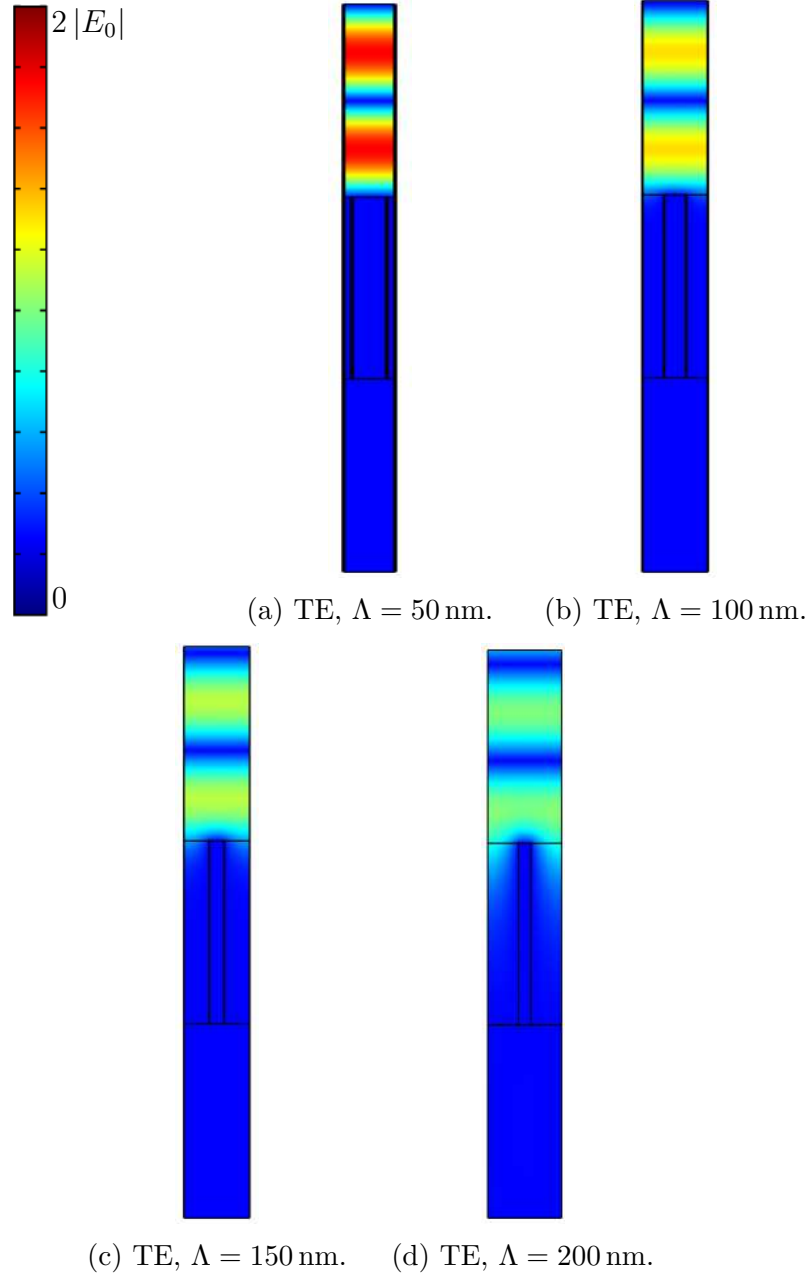 2 |E₀|
0
(a) TE, Λ = 50 nm. (b) TE, Λ = 100 nm.
(c) TE, Λ = 150 nm. (d) TE, Λ = 200 nm.